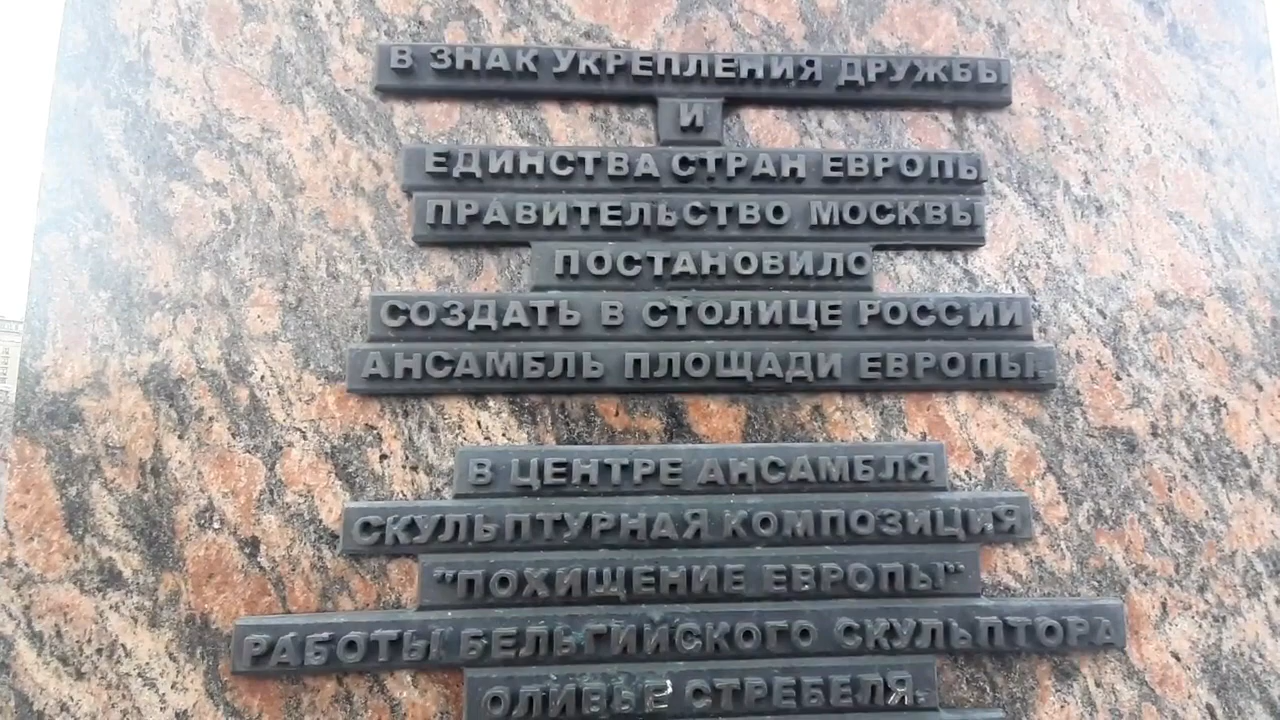 В ЗНАК УКРЕПЛЕНИЯ ДРУЖБЫ
И
ЕДИНСТВА СТРАН ЕВРОПЫ
ПРАВИТЕЛЬСТВО МОСКВЫ
ПОСТАНОВИЛО
СОЗДАТЬ В СТОЛИЦЕ РОССИИ
АНСАМБЛЬ ПЛОЩАДИ ЕВРОПЫ.
В ЦЕНТРЕ АНСАМБЛЯ
СКУЛЬПТУРНАЯ КОМПОЗИЦИЯ
"ПОХИЩЕНИЕ ЕВРОПЫ"
РАБОТЫ БЕЛЬГИЙСКОГО СКУЛЬПТОРА
ОЛИВЬЕ СТРЕБЕЛЯ.